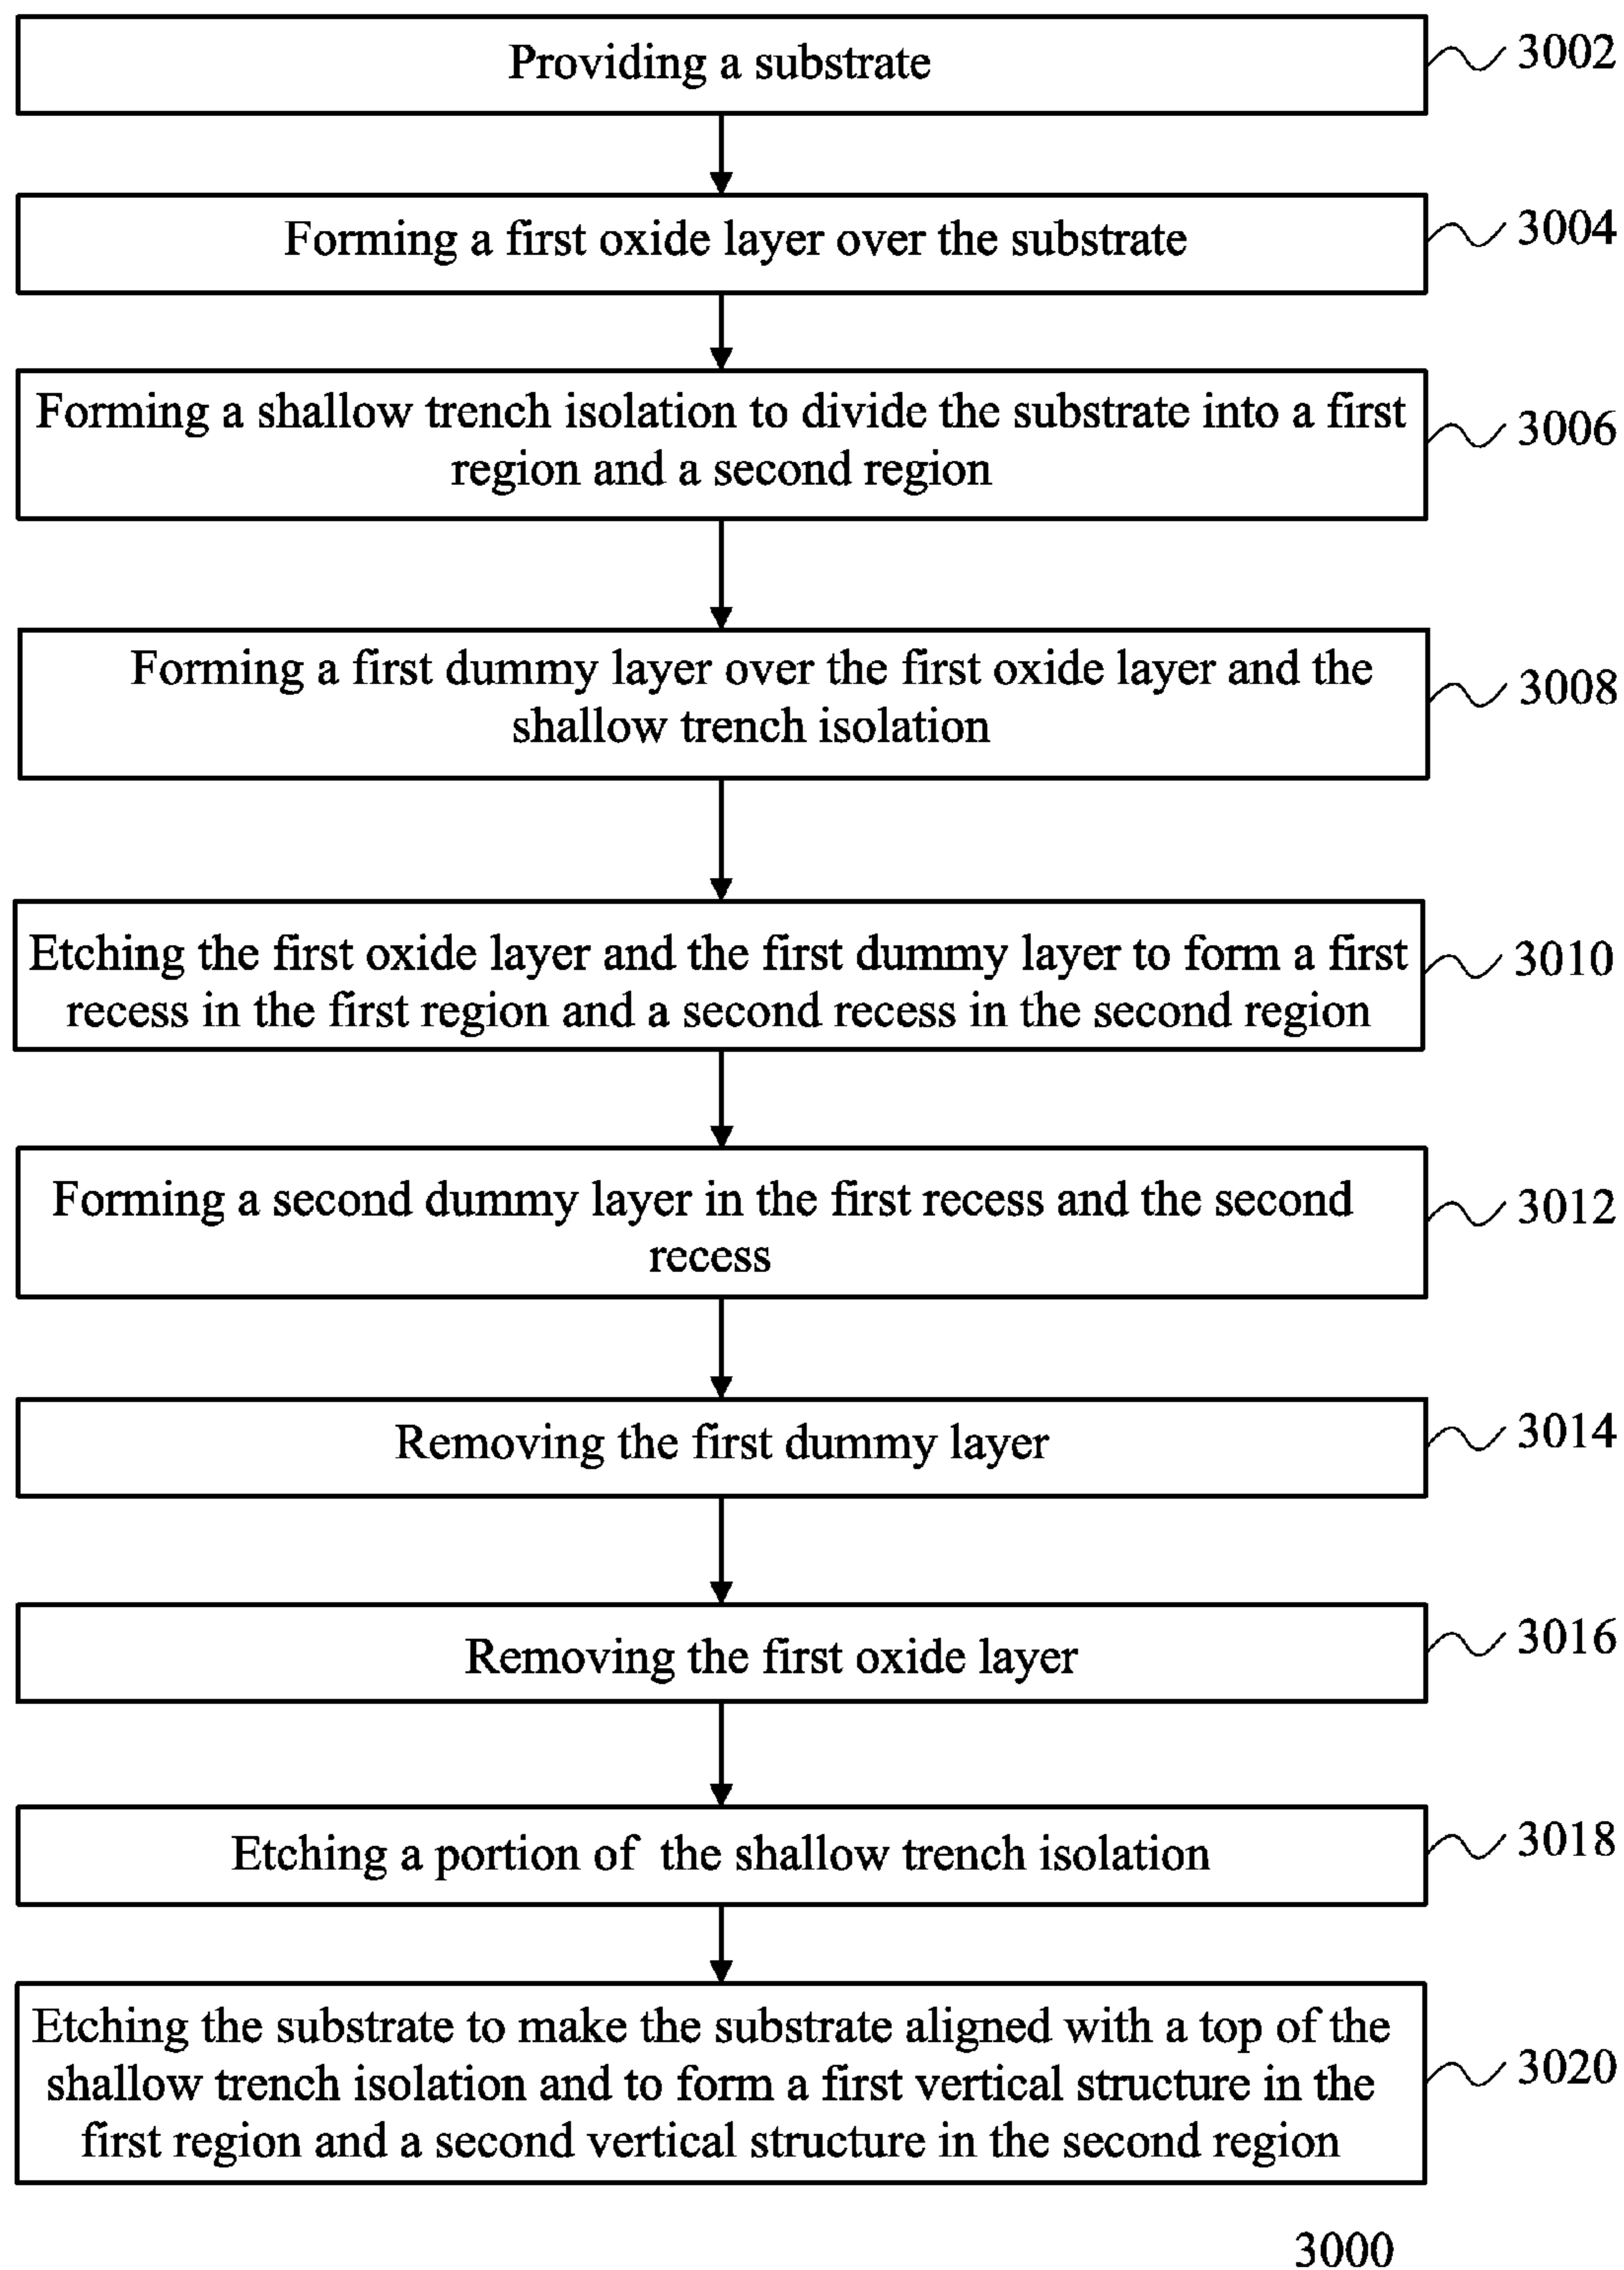 Providing a substrate
3002
Forming a first oxide layer over the substrate
3004
Forming a shallow trench isolation to divide the substrate into a first
region and a second region
3006
Forming a first dummy layer over the first oxide layer and the
shallow trench isolation
3008
Etching the first oxide layer and the first dummy layer to form a first
recess in the first region and a second recess in the second region
3010
Forming a second dummy layer in the first recess and the second
recess
3012
Removing the first dummy layer
3014
Removing the first oxide layer
3016
Etching a portion of the shallow trench isolation
3018
Etching the substrate to make the substrate aligned with a top of the
shallow trench isolation and to form a first vertical structure in the
first region and a second vertical structure in the second region
3020
3000